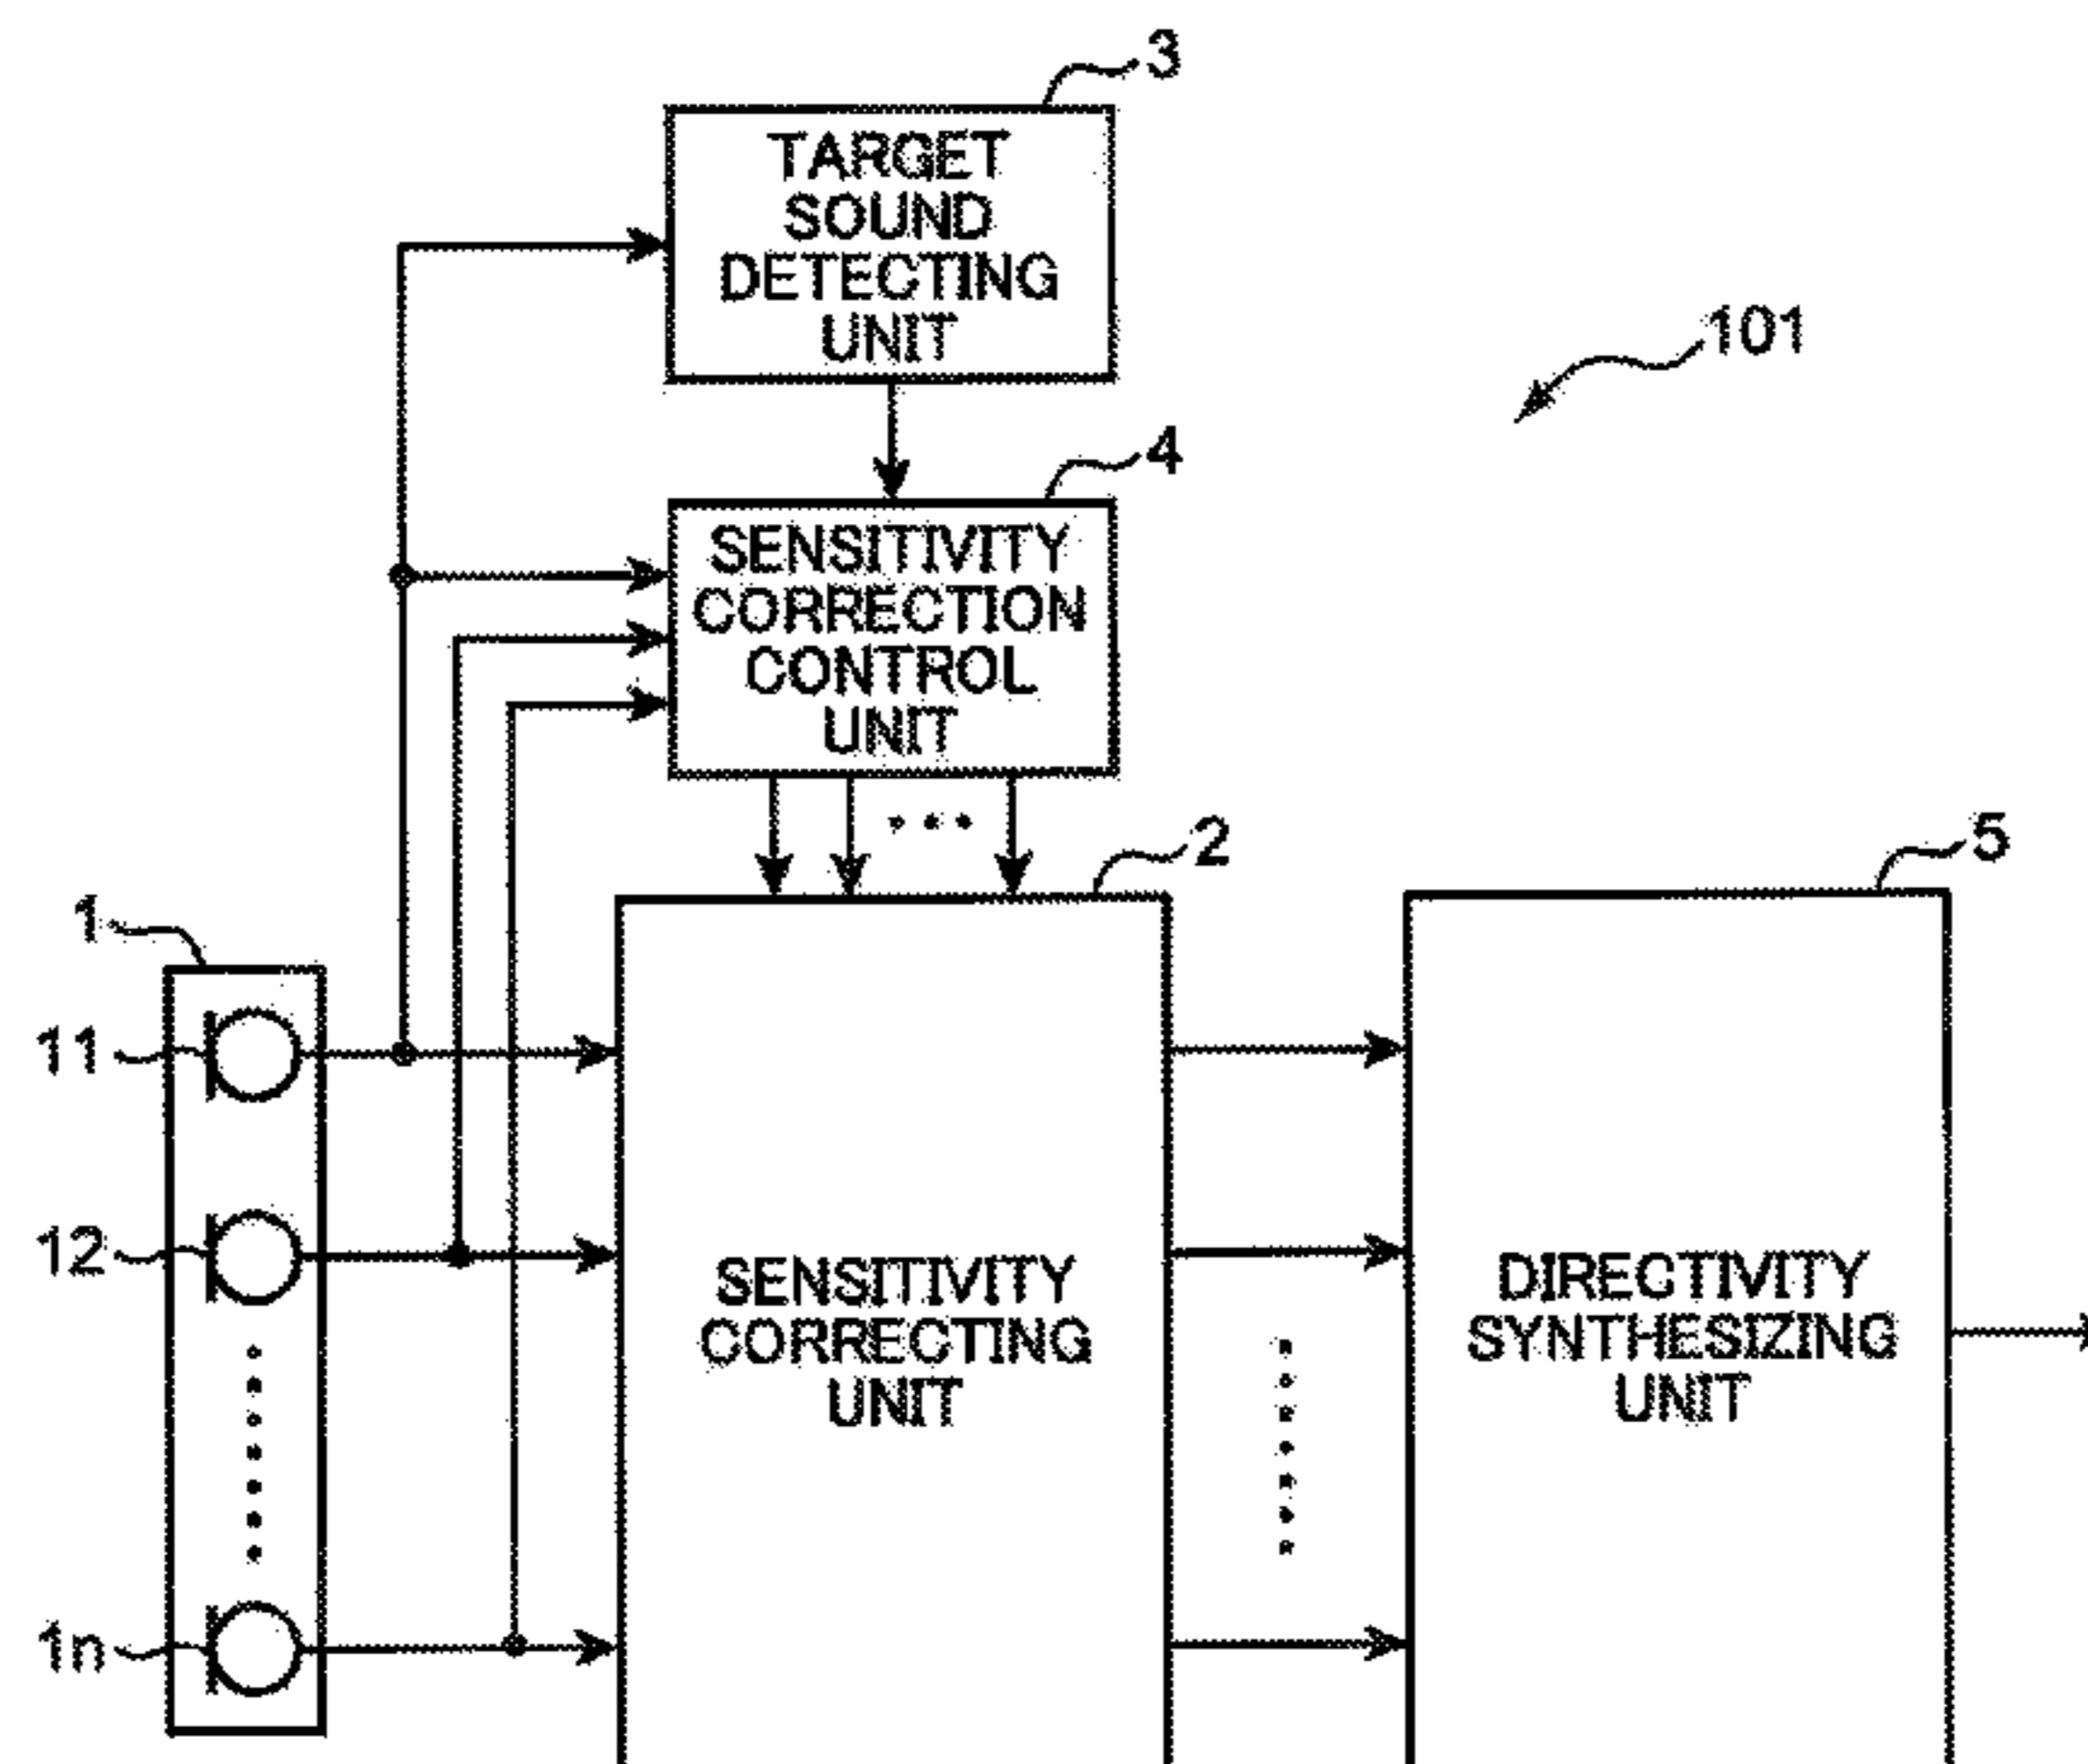 3
TARGET
SOUND
DETECTING
UNIT
101
4
SENSITIVITY
CORRECTION
CONTROL
UNIT
2
5
1
11
12
SENSITIVITY
CORRECTING
UNIT
DIRECTIVITY
SYNTHESIZING
UNIT
1n